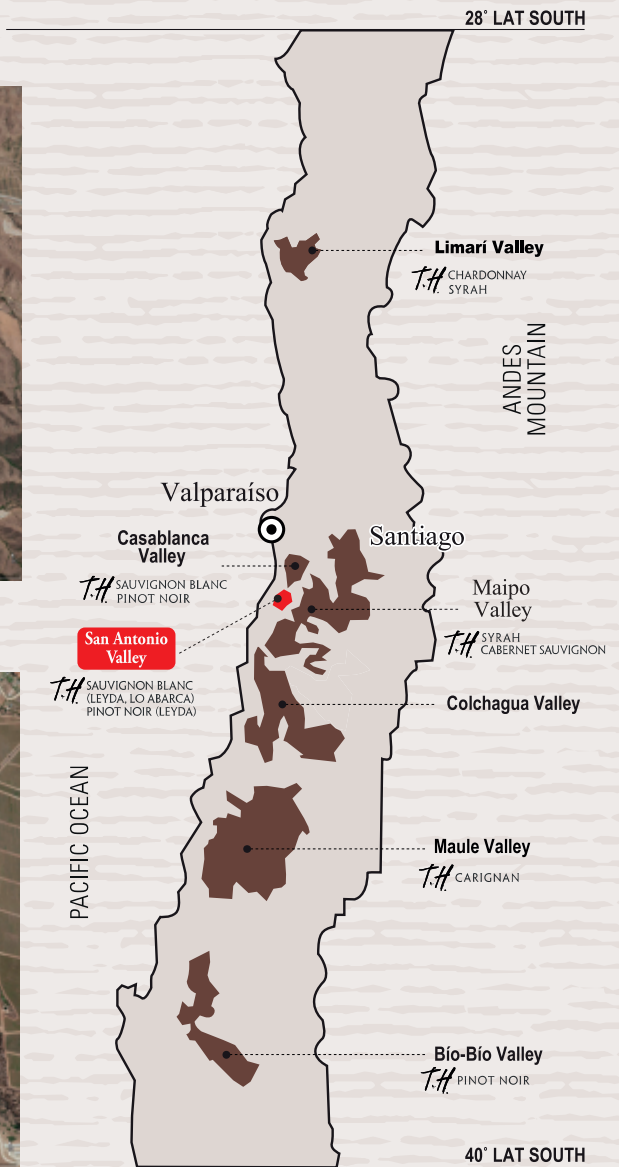 28° LAT SOUTH
Limarí Valley
T.H. CHARDONNAY
SYRAH
ANDES
MOUNTAIN
Valparaíso
Santiago
Casablanca
Valley
T.H. SAUVIGNON BLANC
PINOT NOIR
Maipo
Valley
T.H. SYRAH
CABERNET SAUVIGNON
San Antonio
Valley
T.H. SAUVIGNON BLANC
(LEYDA, LO ABARCA)
PINOT NOIR (LEYDA)
Colchagua Valley
PACIFIC OCEAN
Maule Valley
T.H. CARIGNAN
Bío-Bío Valley
T.H. PINOT NOIR
40° LAT SOUTH